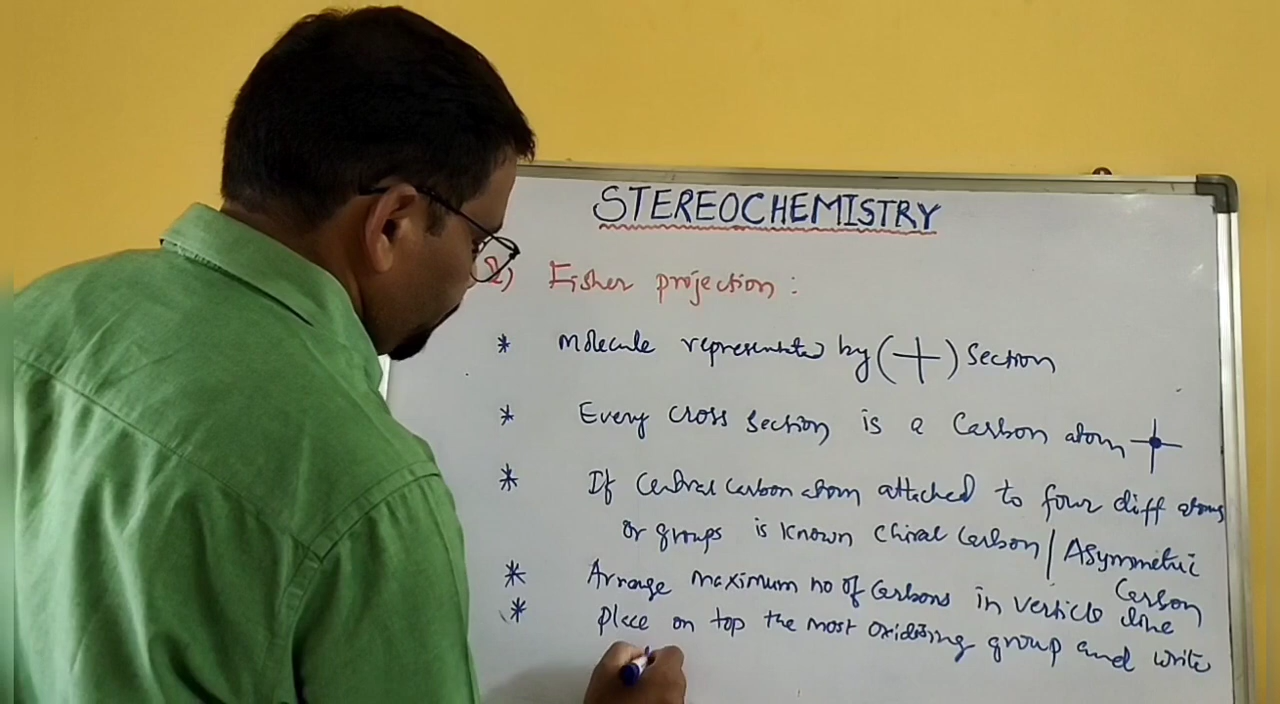 STEREOCHEMISTRY
2) Fisher projection :
* Molecule represented by (+) Section
* Every cross section is a Carbon atom
* If central carbon atom attached to four diff atoms
or groups is known chiral carbon / Asymmetric
Carbon
* Arrange maximum no of carbons in verticle line
* place on top the most oxidising group and write